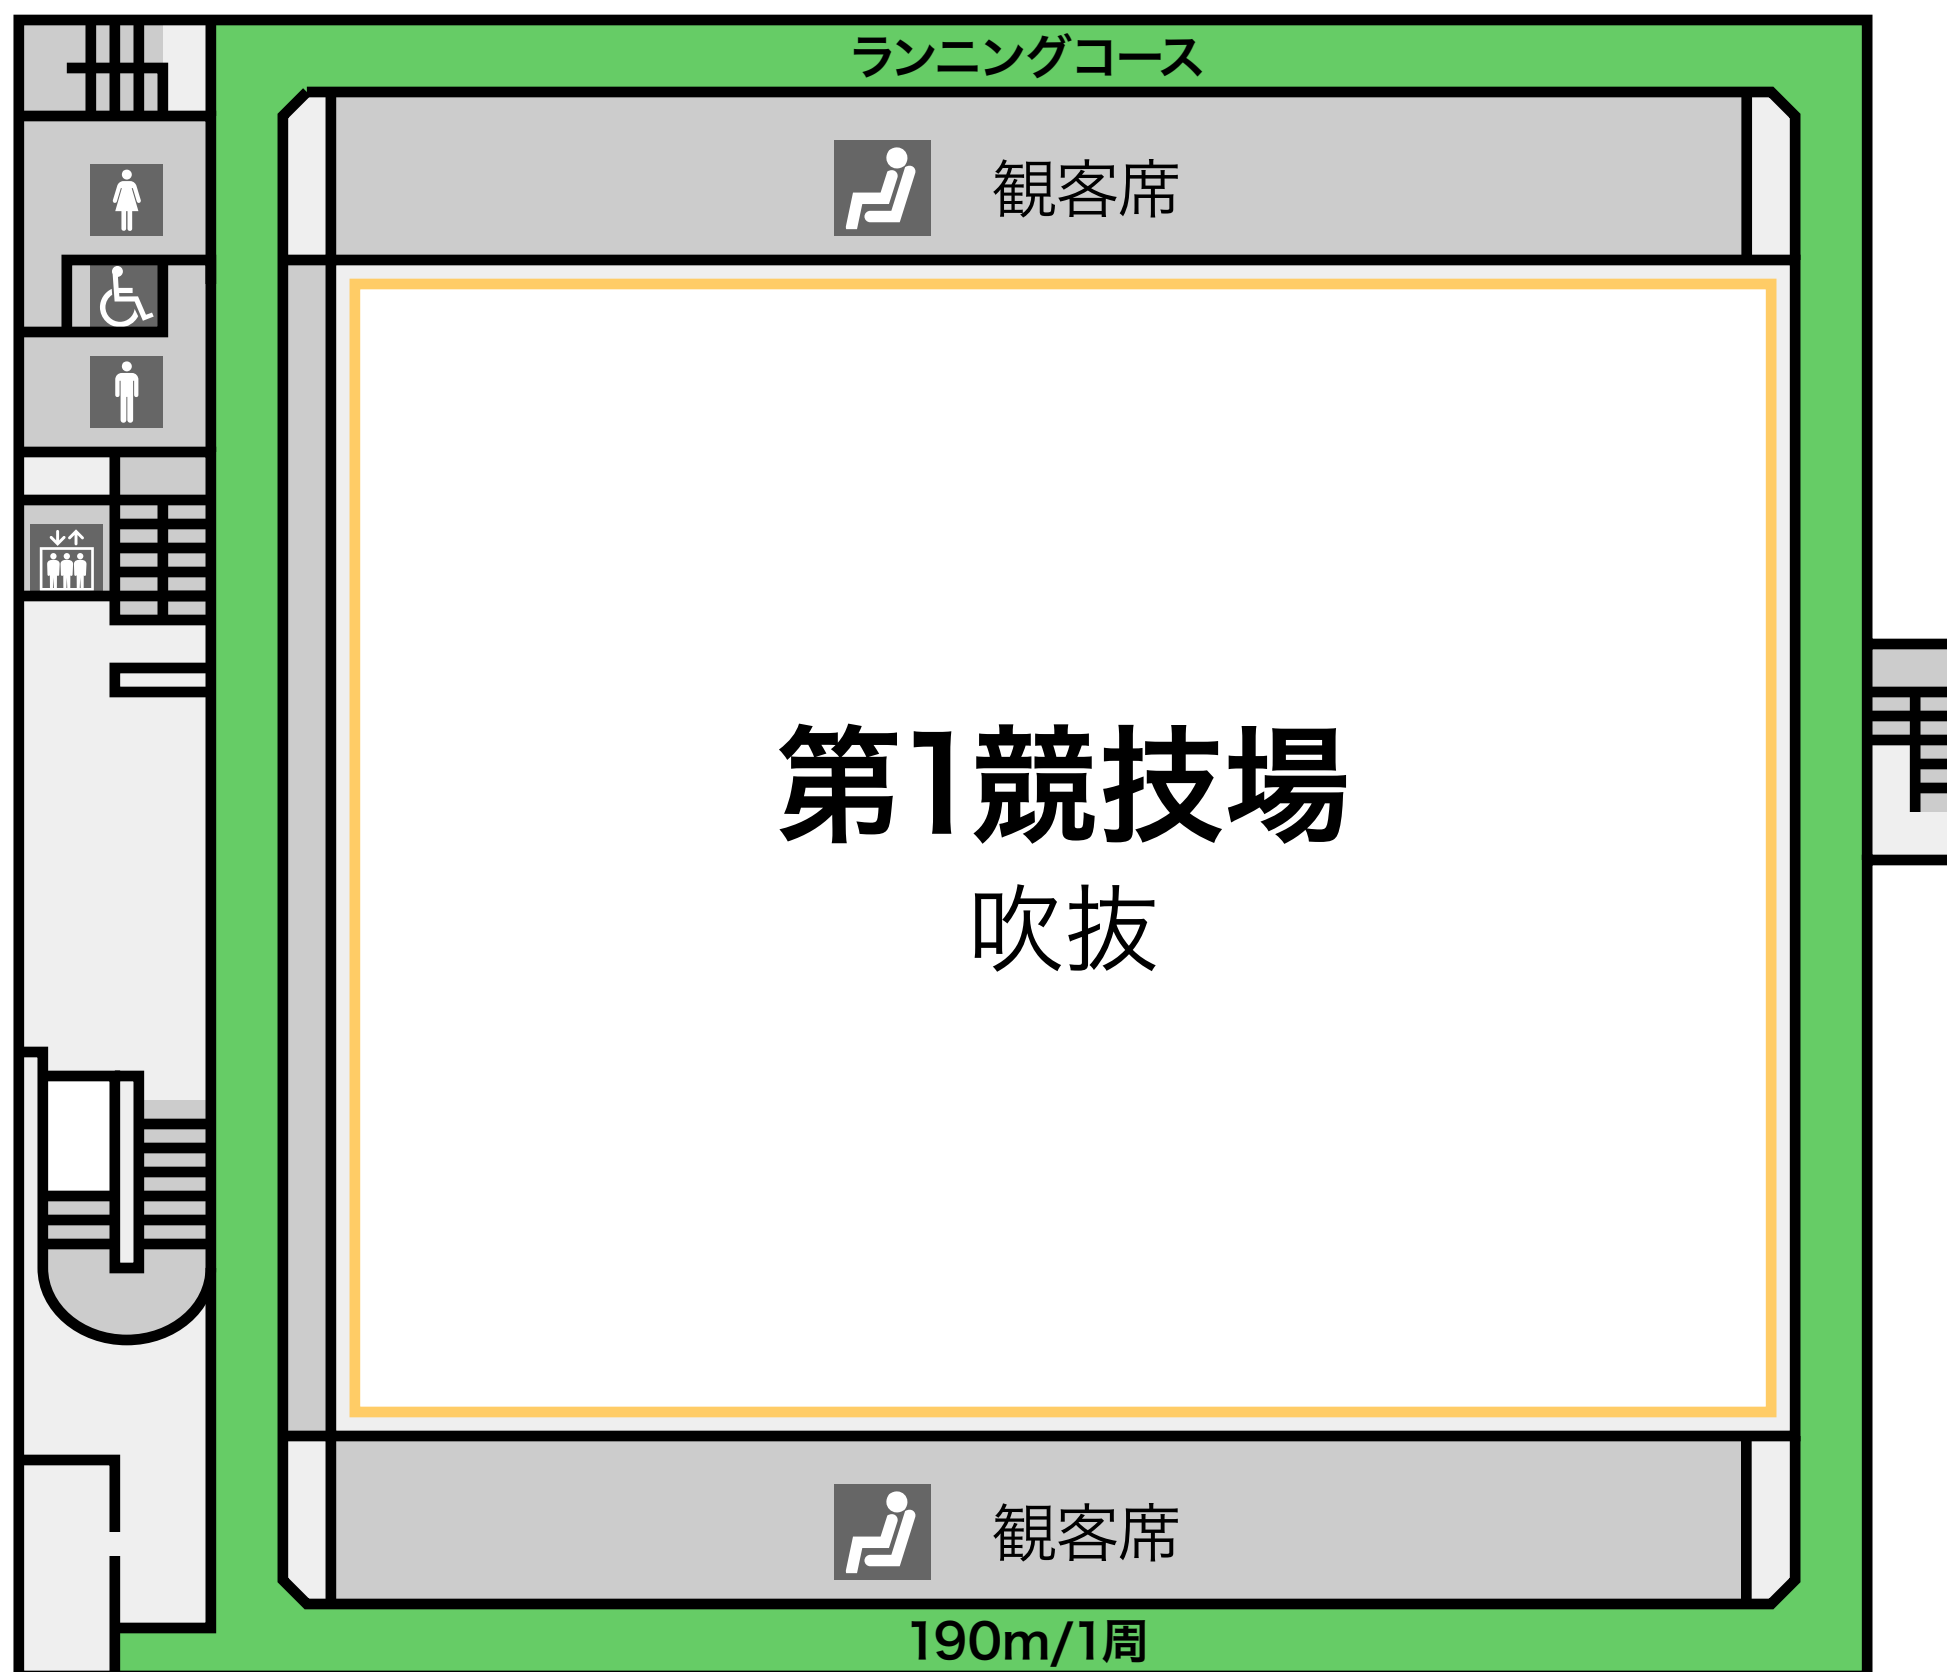 ランニングコース
観客席
第1競技場
吹抜
観客席
190m/1周